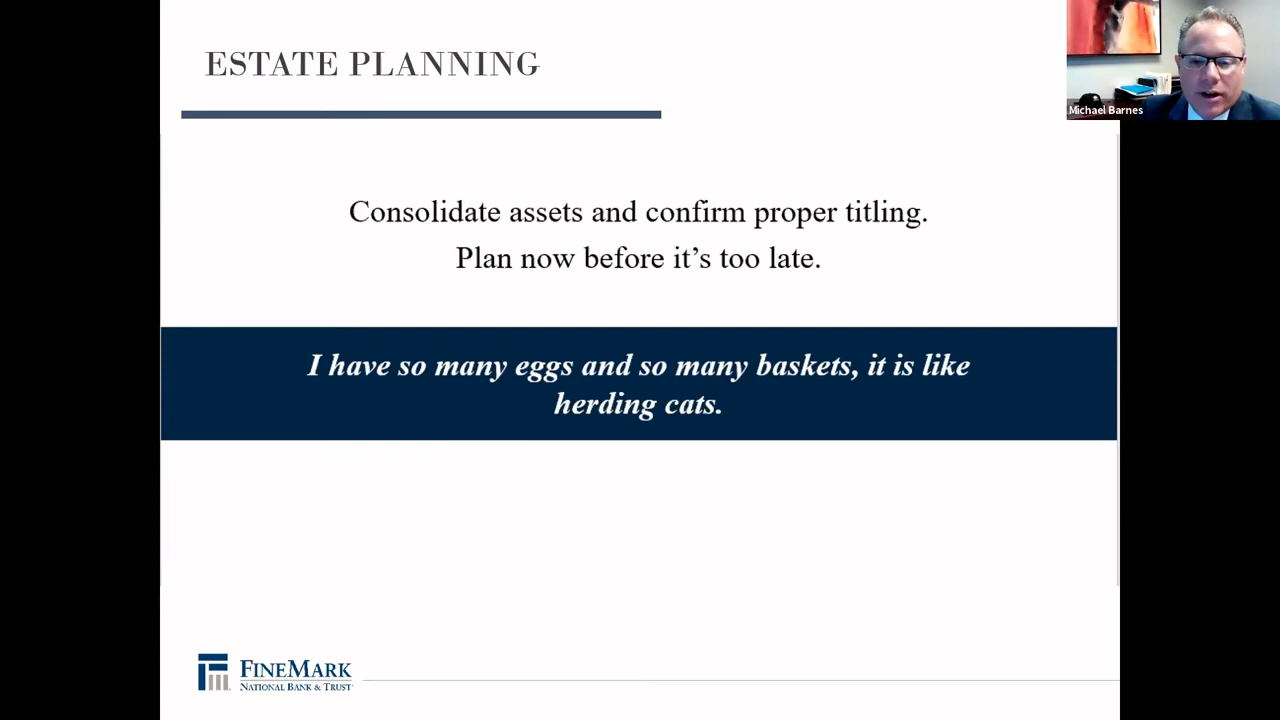 ESTATE PLANNING
Michael Barnes
Consolidate assets and confirm proper titling.
Plan now before it’s too late.
I have so many eggs and so many baskets, it is like
herding cats.
FINEMARK
NATIONAL BANK & TRUST